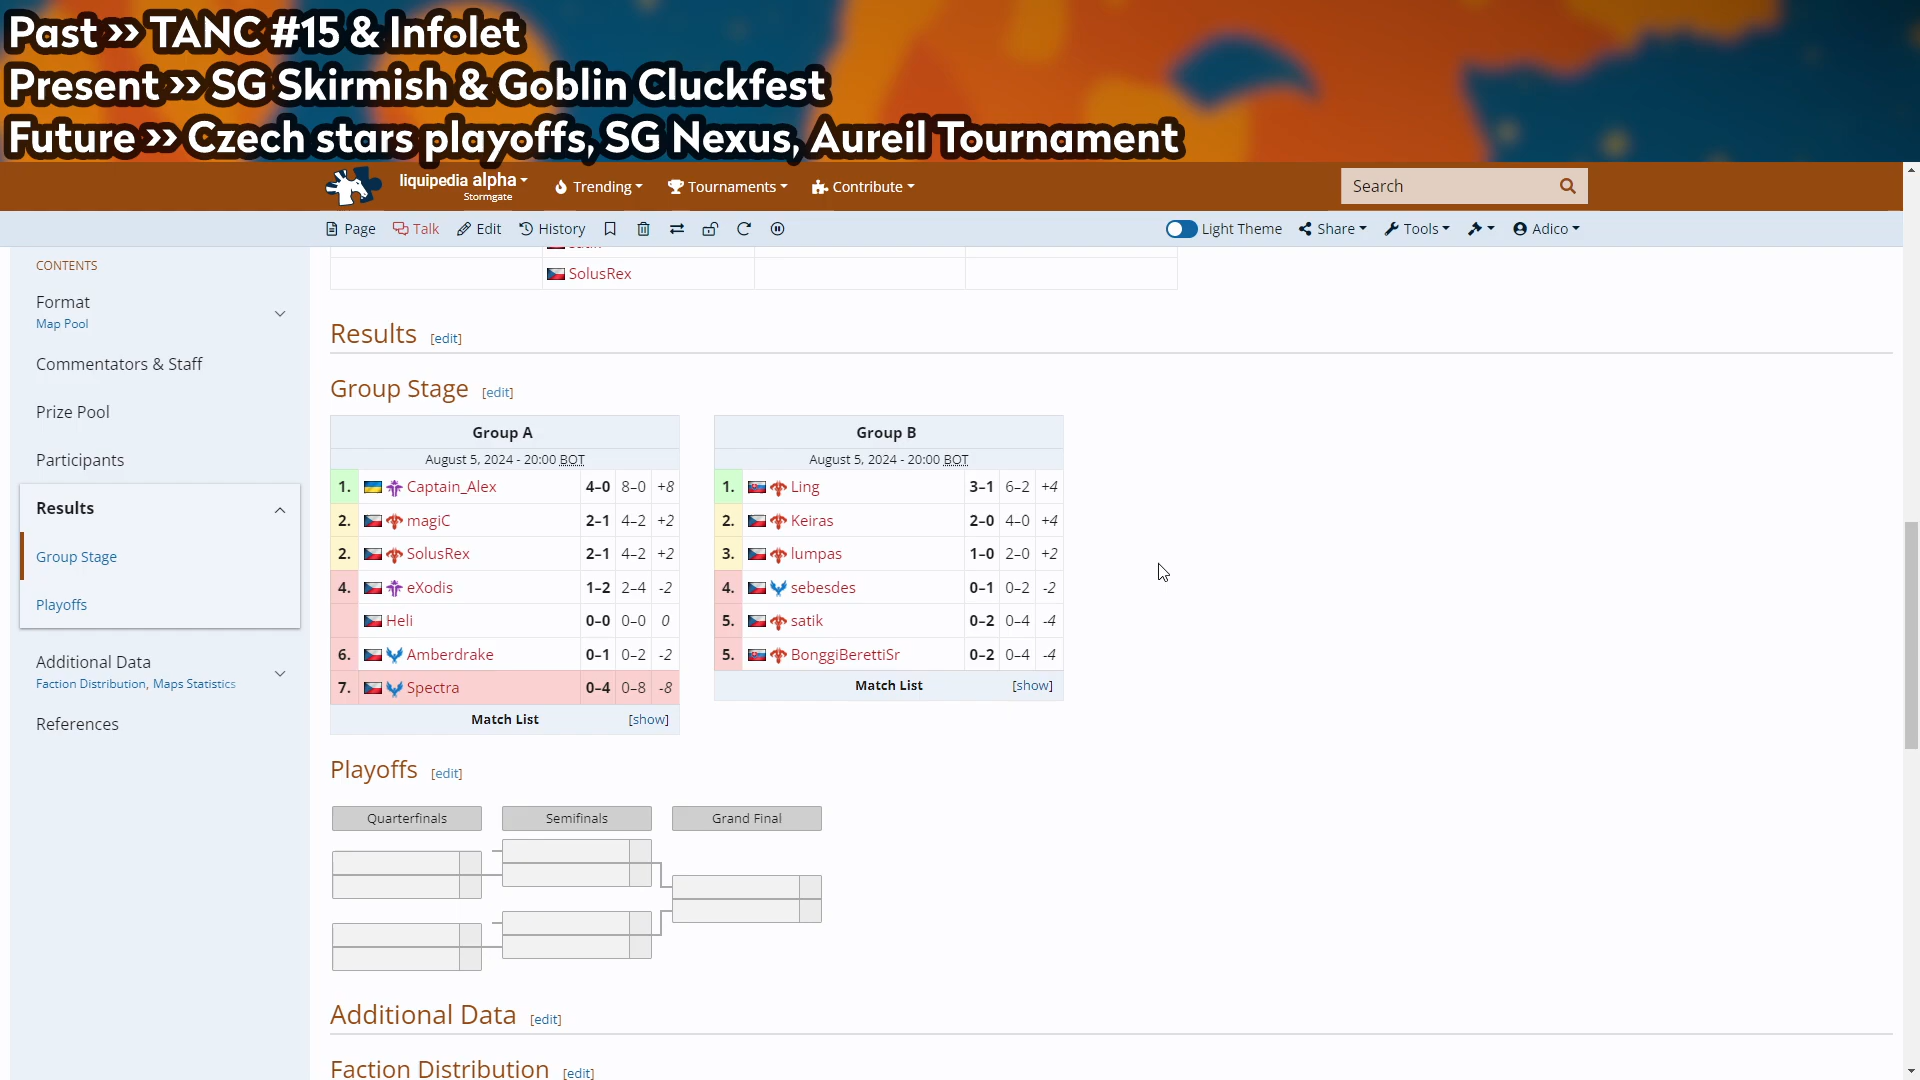 Past >> TANC #15 & Infolet
Present >> SG Skirmish & Goblin Cluckfest
Future >> Czech stars playoffs, SG Nexus, Aureil Tournament
liquipedia alpha
Stormgate
Trending
Tournaments
Contribute
Search
Page Talk Edit History
Light Theme Share Tools Adico
CONTENTS
Format
Map Pool
Commentators & Staff
Prize Pool
Participants
Results
Group Stage
Playoffs
Additional Data
Faction Distribution, Maps Statistics
References
SolusRex
Results [edit]
Group Stage [edit]
Group A
August 5, 2024 - 20:00 BOT
1. Captain_Alex 4–0 8–0 +8
2. magiC 2–1 4–2 +2
2. SolusRex 2–1 4–2 +2
4. eXodis 1–2 2–4 -2
Heli 0–0 0–0 0
6. Amberdrake 0–1 0–2 -2
7. Spectra 0–4 0–8 -8
Match List [show]
Group B
August 5, 2024 - 20:00 BOT
1. Ling 3–1 6–2 +4
2. Keiras 2–0 4–0 +4
3. lumpas 1–0 2–0 +2
4. sebesdes 0–1 0–2 -2
5. satik 0–2 0–4 -4
5. BonggiBerettiSr 0–2 0–4 -4
Match List [show]
Playoffs [edit]
Quarterfinals Semifinals Grand Final
Additional Data [edit]
Faction Distribution [edit]